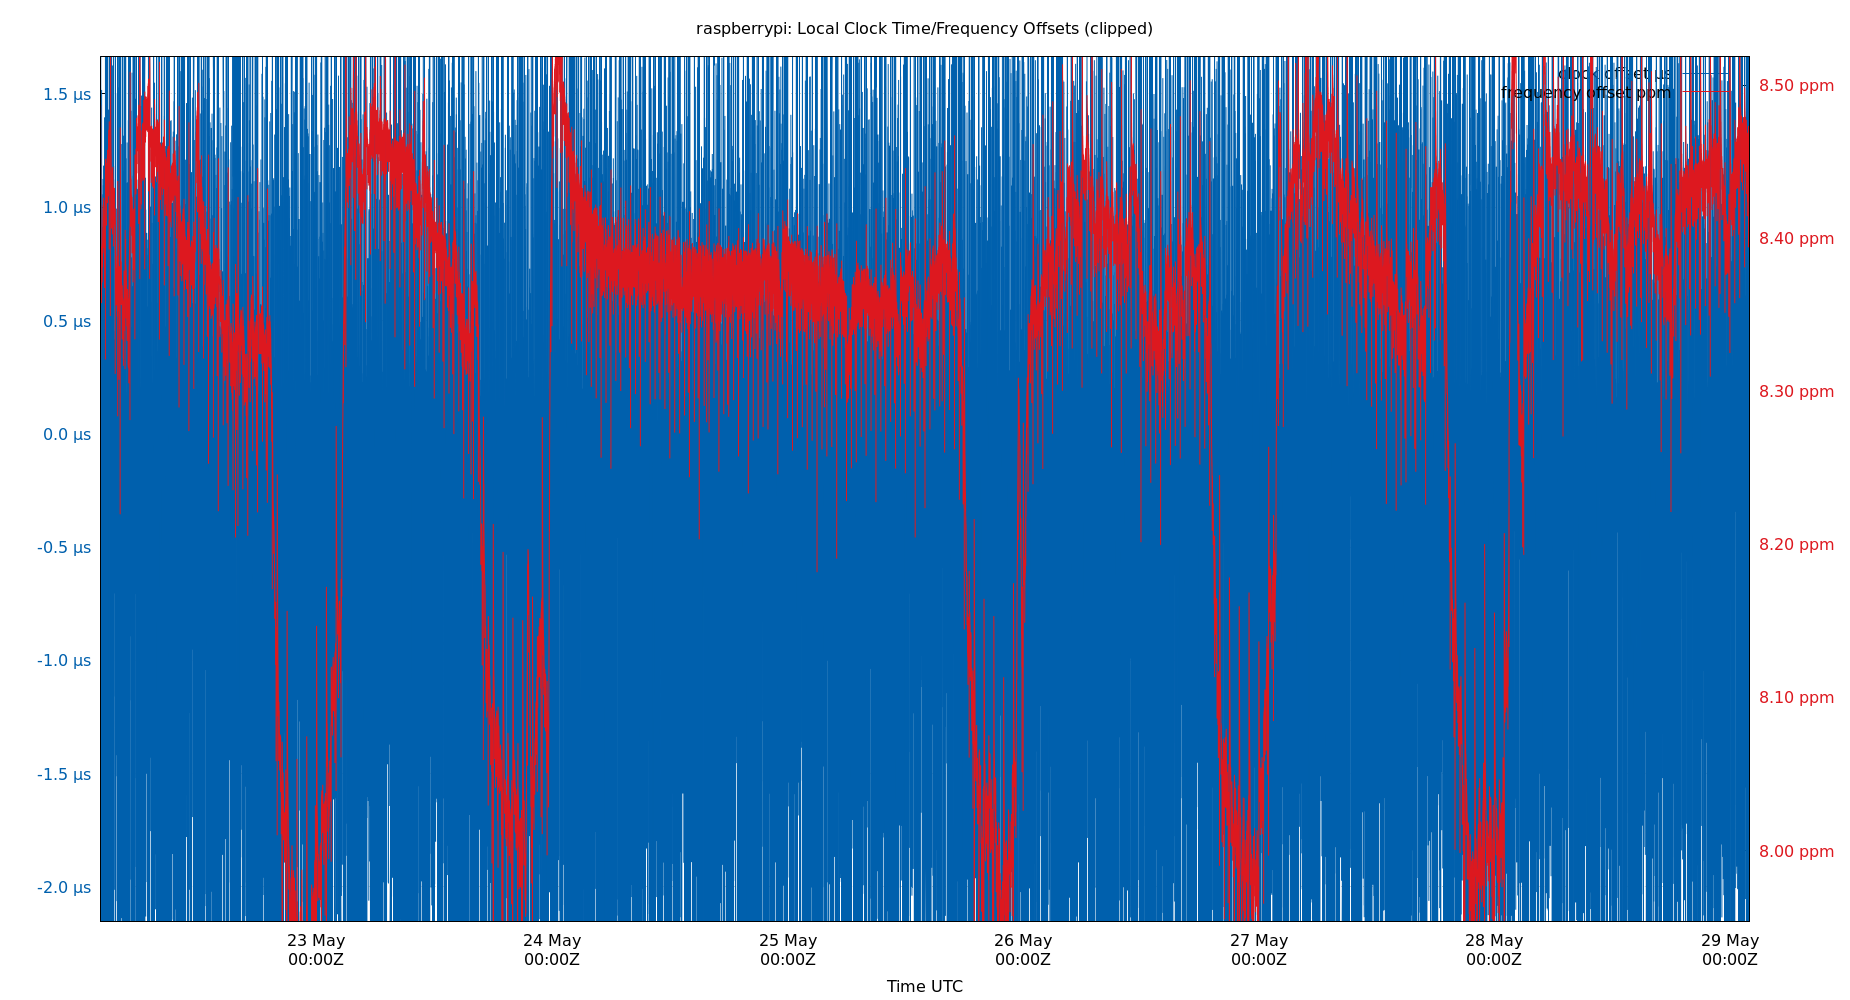 raspberrypi: Local Clock Time/Frequency Offsets (clipped)
clock offset µs
frequency offset ppm
1.5 µs
1.0 µs
0.5 µs
0.0 µs
-0.5 µs
-1.0 µs
-1.5 µs
-2.0 µs
8.50 ppm
8.40 ppm
8.30 ppm
8.20 ppm
8.10 ppm
8.00 ppm
23 May 24 May 25 May 26 May 27 May 28 May 29 May
00:00Z 00:00Z 00:00Z 00:00Z 00:00Z 00:00Z 00:00Z
Time UTC